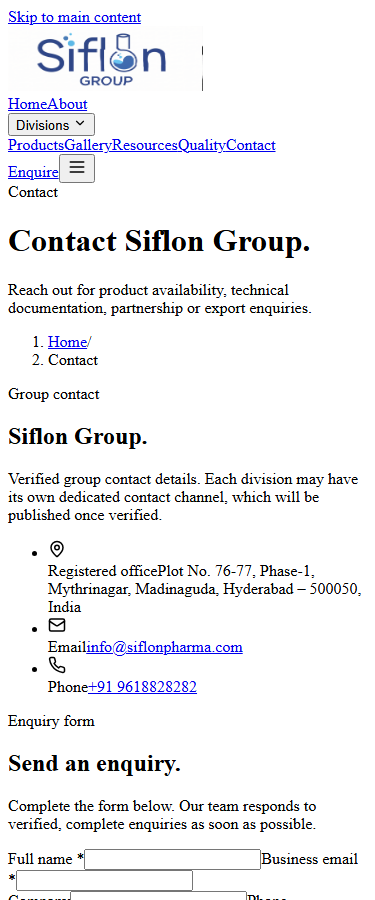 Skip to main content
Siflon
GROUP
HomeAbout
Divisions
ProductsGalleryResourcesQualityContact
Enquire
Contact
Contact Siflon Group.
Reach out for product availability, technical
documentation, partnership or export enquiries.
1. Home/
2. Contact
Group contact
Siflon Group.
Verified group contact details. Each division may have
its own dedicated contact channel, which will be
published once verified.
Registered officePlot No. 76-77, Phase-1,
Mythrinagar, Madinaguda, Hyderabad – 500050,
India
Emailinfo@siflonpharma.com
Phone+91 9618828282
Enquiry form
Send an enquiry.
Complete the form below. Our team responds to
verified, complete enquiries as soon as possible.
Full name * Business email
*
Company Phone